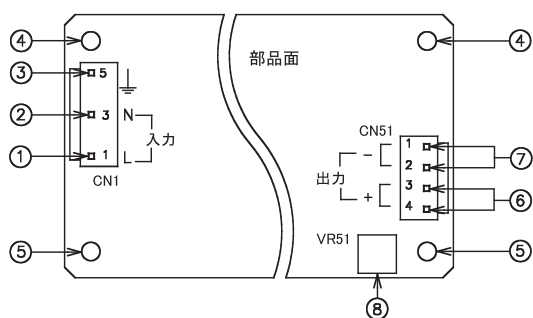 ④ ④
部品面
③ 5
② 3 N
入力
① 1 L
CN1
CN51
1
－ 2 ⑦
出力 3
＋ 4 ⑥
⑤ VR51 ⑤
⑧